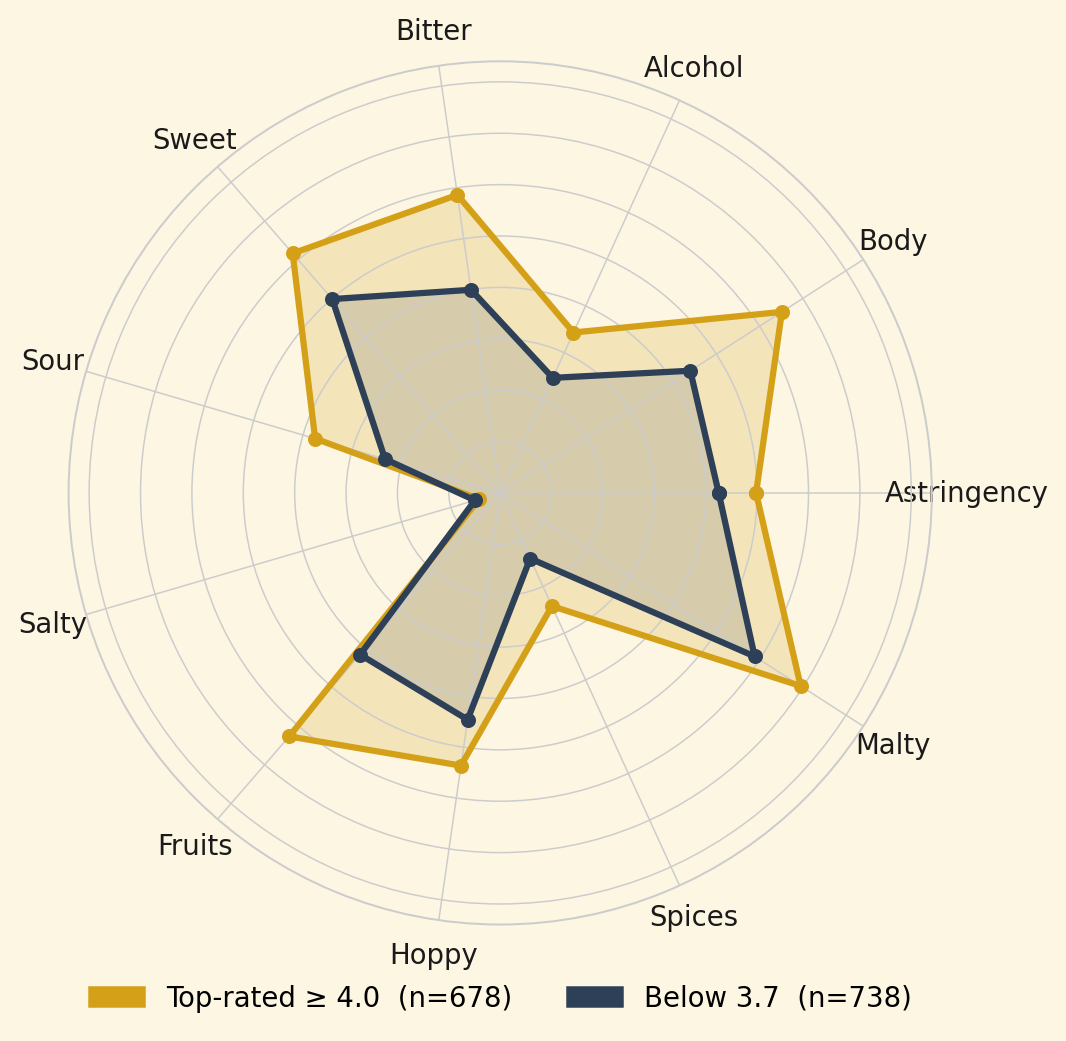 Bitter
Alcohol
Sweet
Body
Sour
Astringency
Salty
Malty
Fruits
Spices
Hoppy
Top-rated ≥ 4.0 (n=678)
Below 3.7 (n=738)